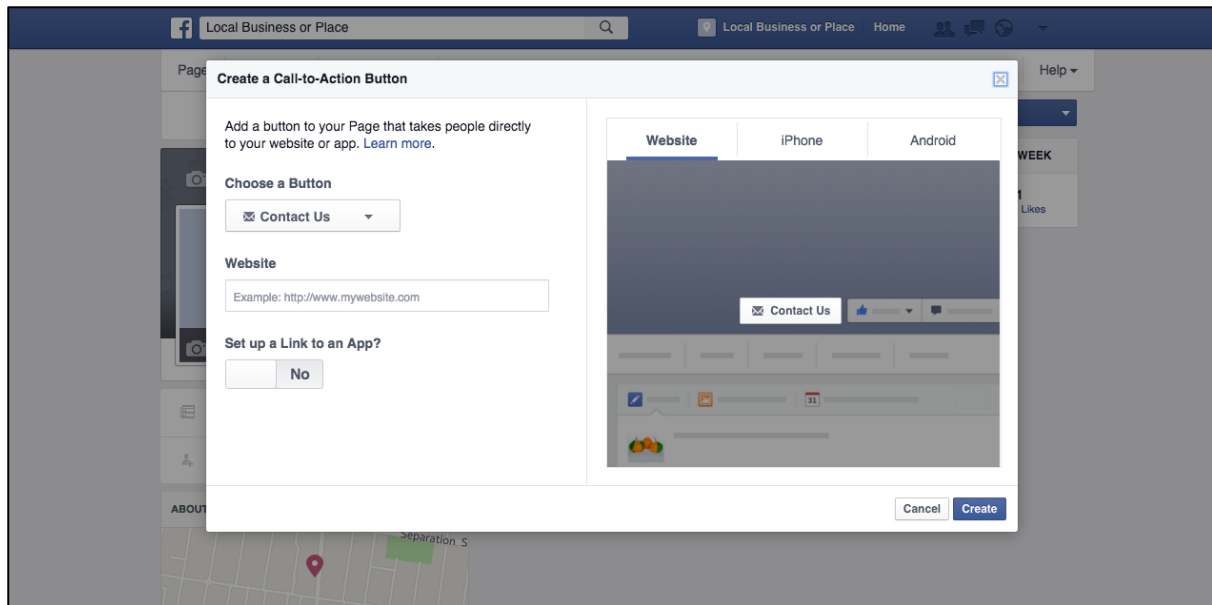 Local Business or Place
Local Business or Place
Home
Page
Help
Create a Call-to-Action Button
Add a button to your Page that takes people directly
to your website or app. Learn more.
Choose a Button
Contact Us
Website
Example: http://www.mywebsite.com
Set up a Link to an App?
No
Website iPhone Android
Contact Us
31
WEEK
1
Likes
Cancel Create
ABOUT
Separation S